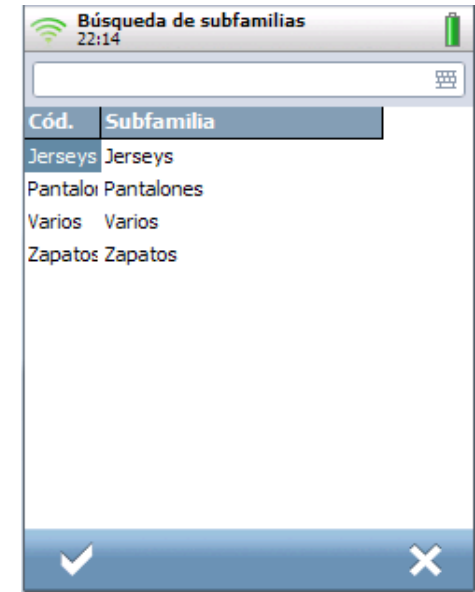 Búsqueda de subfamilias
22:14
Cód. Subfamilia
Jerseys Jerseys
Pantalo Pantalones
Varios Varios
Zapatos Zapatos